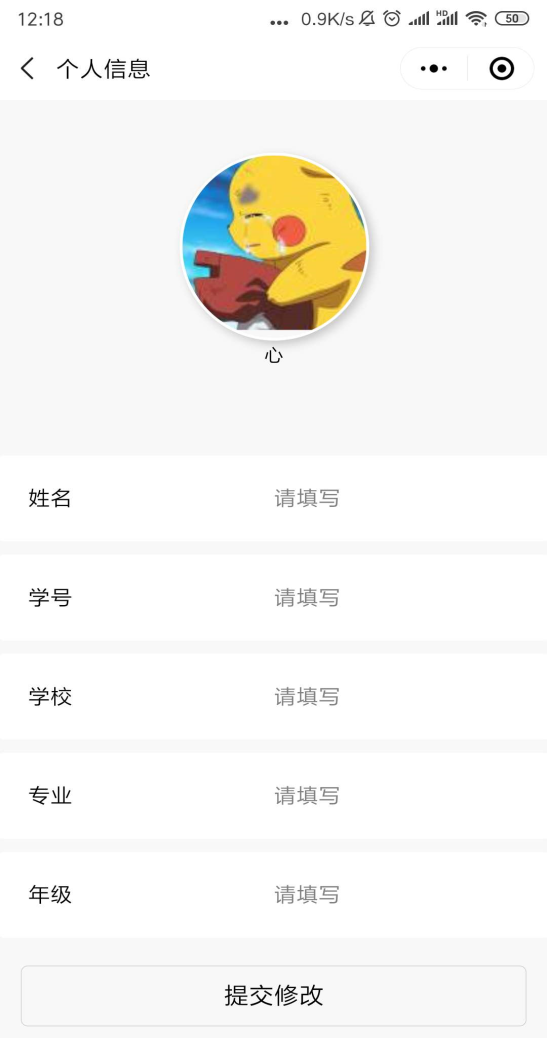 12:18
... 0.9K/s HD 50
个人信息
心
姓名 请填写
学号 请填写
学校 请填写
专业 请填写
年级 请填写
提交修改